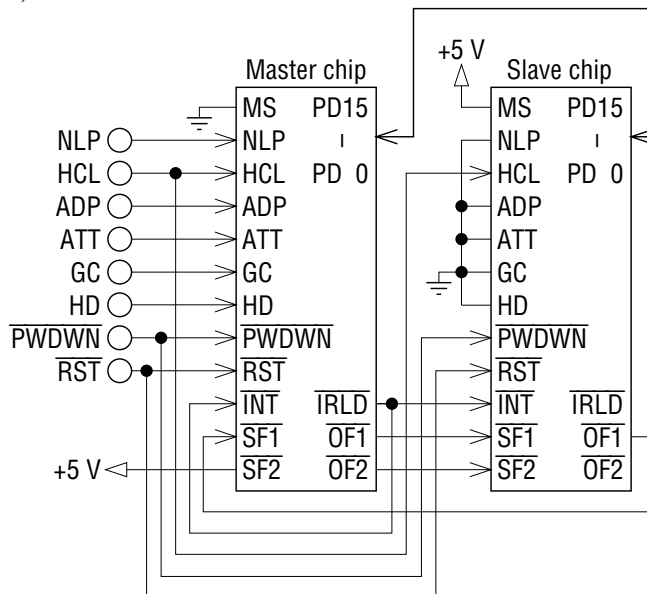 +5 V
Master chip
Slave chip
MS PD15
NLP
HCL PD 0
ADP
ATT
GC
HD
PWDWN
RST
INT IRLD
SF1 OF1
SF2 OF2
NLP
HCL
ADP
ATT
GC
HD
PWDWN
RST
+5 V
MS PD15
NLP
HCL PD 0
ADP
ATT
GC
HD
PWDWN
RST
INT IRLD
SF1 OF1
SF2 OF2